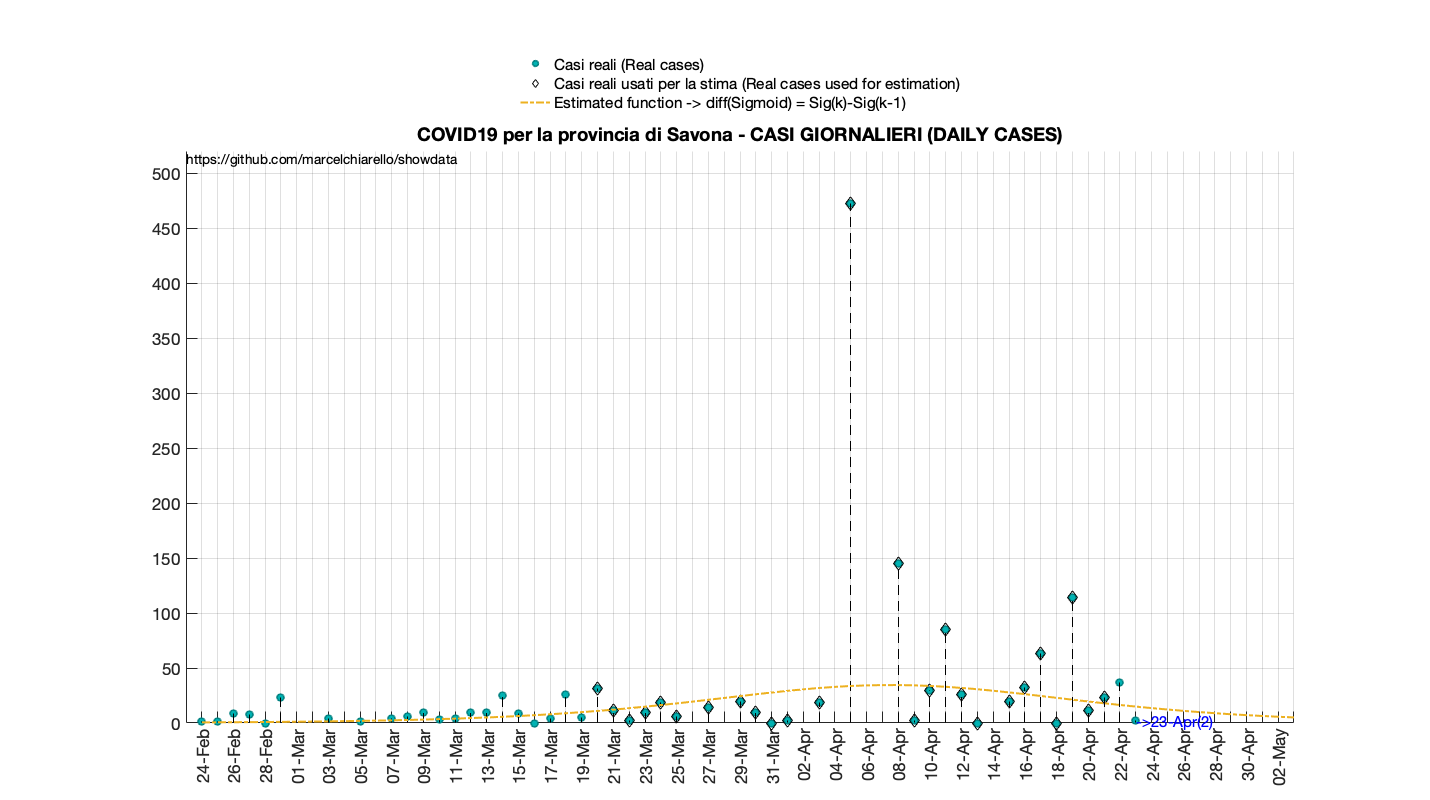 Casi reali (Real cases)
Casi reali usati per la stima (Real cases used for estimation)
Estimated function -> diff(Sigmoid) = Sig(k)-Sig(k-1)
COVID19 per la provincia di Savona - CASI GIORNALIERI (DAILY CASES)
https://github.com/marcelchiarello/showdata
500
450
400
350
300
250
200
150
100
50
0
->23-Apr(2)
24-Feb
26-Feb
28-Feb
01-Mar
03-Mar
05-Mar
07-Mar
09-Mar
11-Mar
13-Mar
15-Mar
17-Mar
19-Mar
21-Mar
23-Mar
25-Mar
27-Mar
29-Mar
31-Mar
02-Apr
04-Apr
06-Apr
08-Apr
10-Apr
12-Apr
14-Apr
16-Apr
18-Apr
20-Apr
22-Apr
24-Apr
26-Apr
28-Apr
30-Apr
02-May